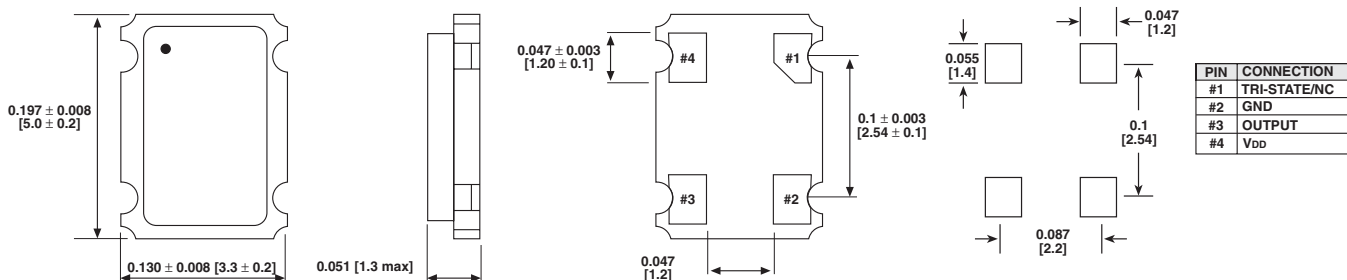 0.197 ± 0.008
[5.0 ± 0.2]
0.130 ± 0.008 [3.3 ± 0.2]
0.051 [1.3 max]
0.047 ± 0.003
[1.20 ± 0.1]
#4
#1
#3
#2
0.1 ± 0.003
[2.54 ± 0.1]
0.047
[1.2]
0.047
[1.2]
0.055
[1.4]
0.1
[2.54]
0.087
[2.2]
PIN CONNECTION
#1 TRI-STATE/NC
#2 GND
#3 OUTPUT
#4 VDD